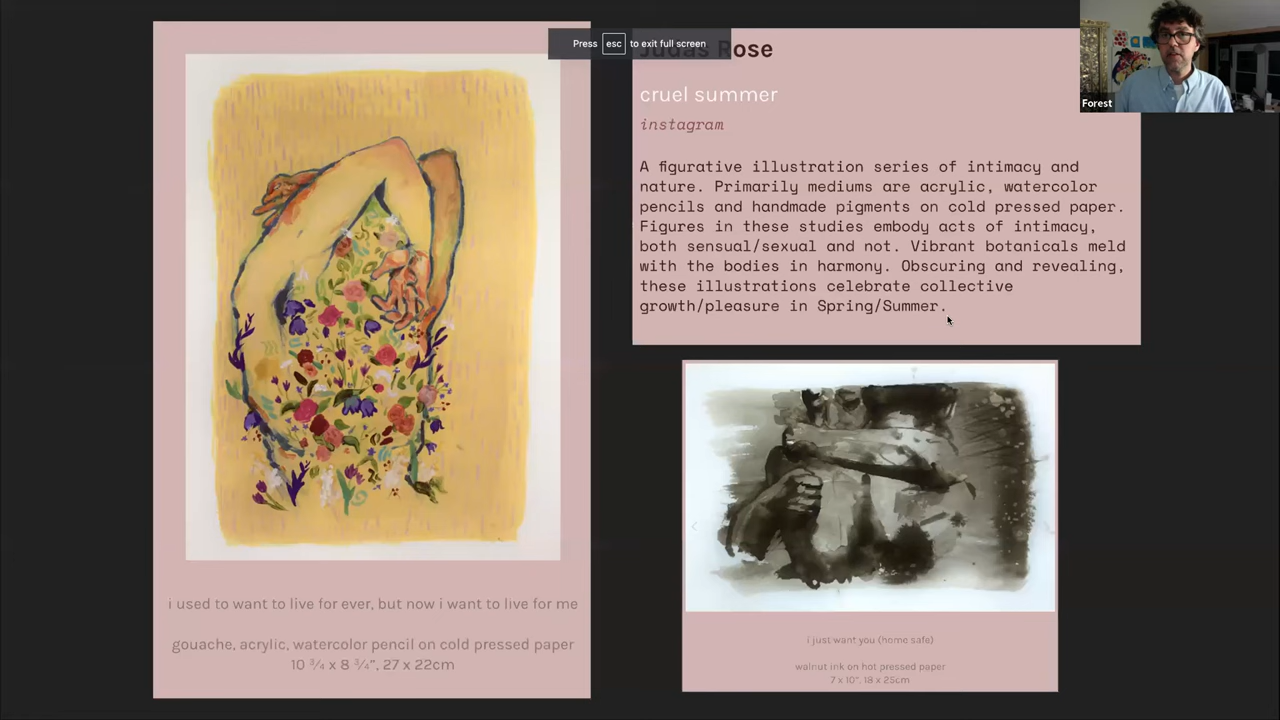 Press esc to exit full screen
Judas Rose
cruel summer
instagram
A figurative illustration series of intimacy and
nature. Primarily mediums are acrylic, watercolor
pencils and handmade pigments on cold pressed paper.
Figures in these studies embody acts of intimacy,
both sensual/sexual and not. Vibrant botanicals meld
with the bodies in harmony. Obscuring and revealing,
these illustrations celebrate collective
growth/pleasure in Spring/Summer.
Forest
i used to want to live for ever, but now i want to live for me
gouache, acrylic, watercolor pencil on cold pressed paper
10 ¾ x 8 ¾”, 27 x 22cm
i just want you (home safe)
walnut ink on hot pressed paper
7 x 10”, 18 x 25cm